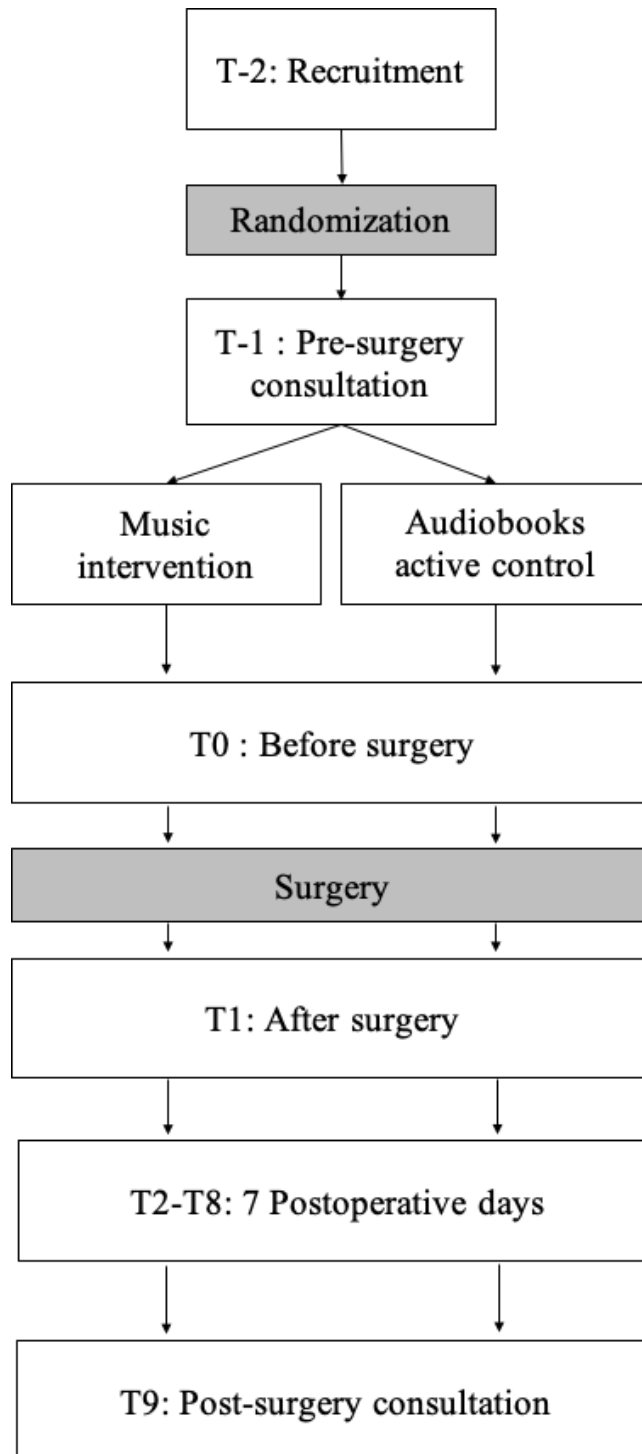 T-2: Recruitment
Randomization
T-1 : Pre-surgery
consultation
Music
intervention
Audiobooks
active control
T0 : Before surgery
Surgery
T1: After surgery
T2-T8: 7 Postoperative days
T9: Post-surgery consultation